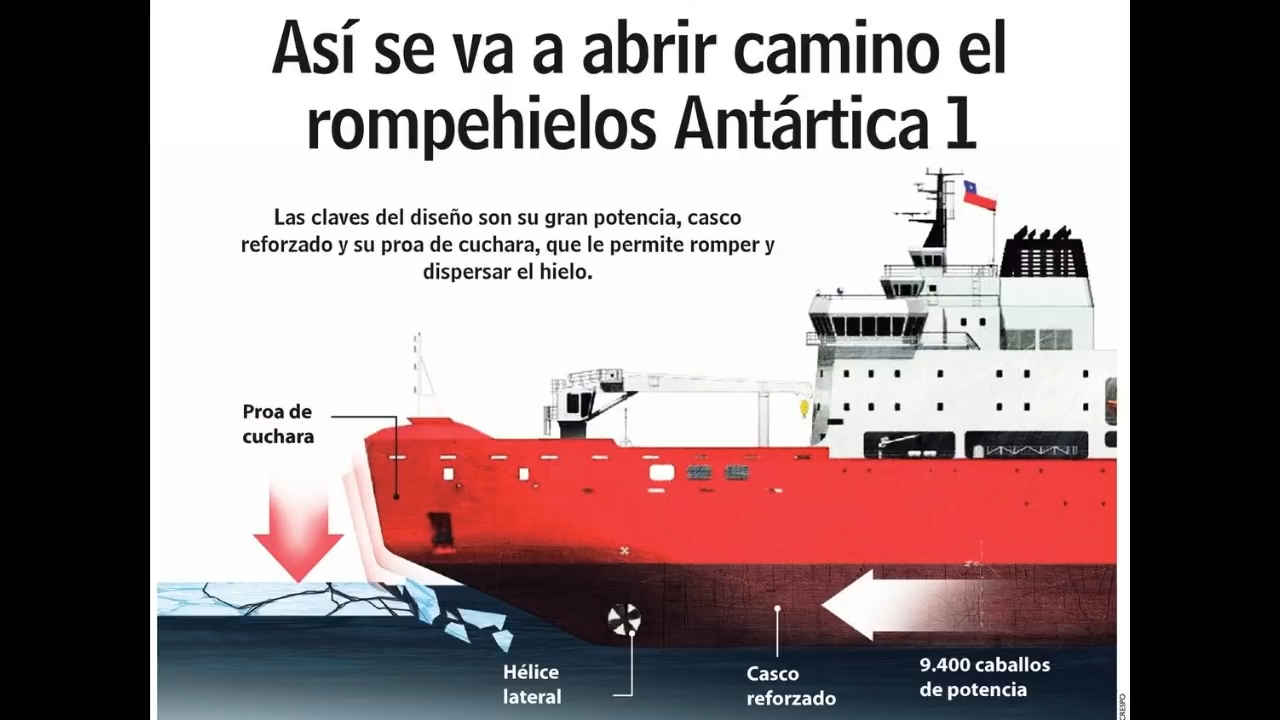 Así se va a abrir camino el
rompehielos Antártica 1
Las claves del diseño son su gran potencia, casco
reforzado y su proa de cuchara, que le permite romper y
dispersar el hielo.
Proa de
cuchara
Hélice
lateral
Casco
reforzado
9.400 caballos
de potencia
CRESPO